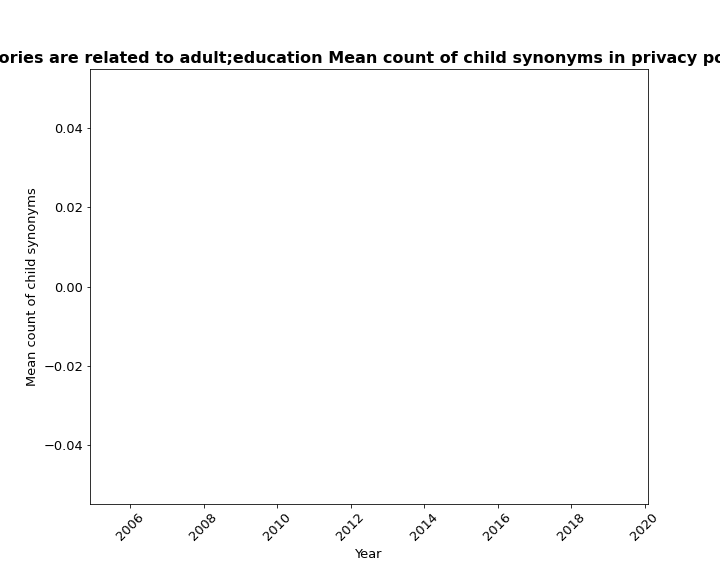 ories are related to adult;education Mean count of child synonyms in privacy po
0.04
0.02
0.00
−0.02
−0.04
Mean count of child synonyms
2006 2008 2010 2012 2014 2016 2018 2020
Year